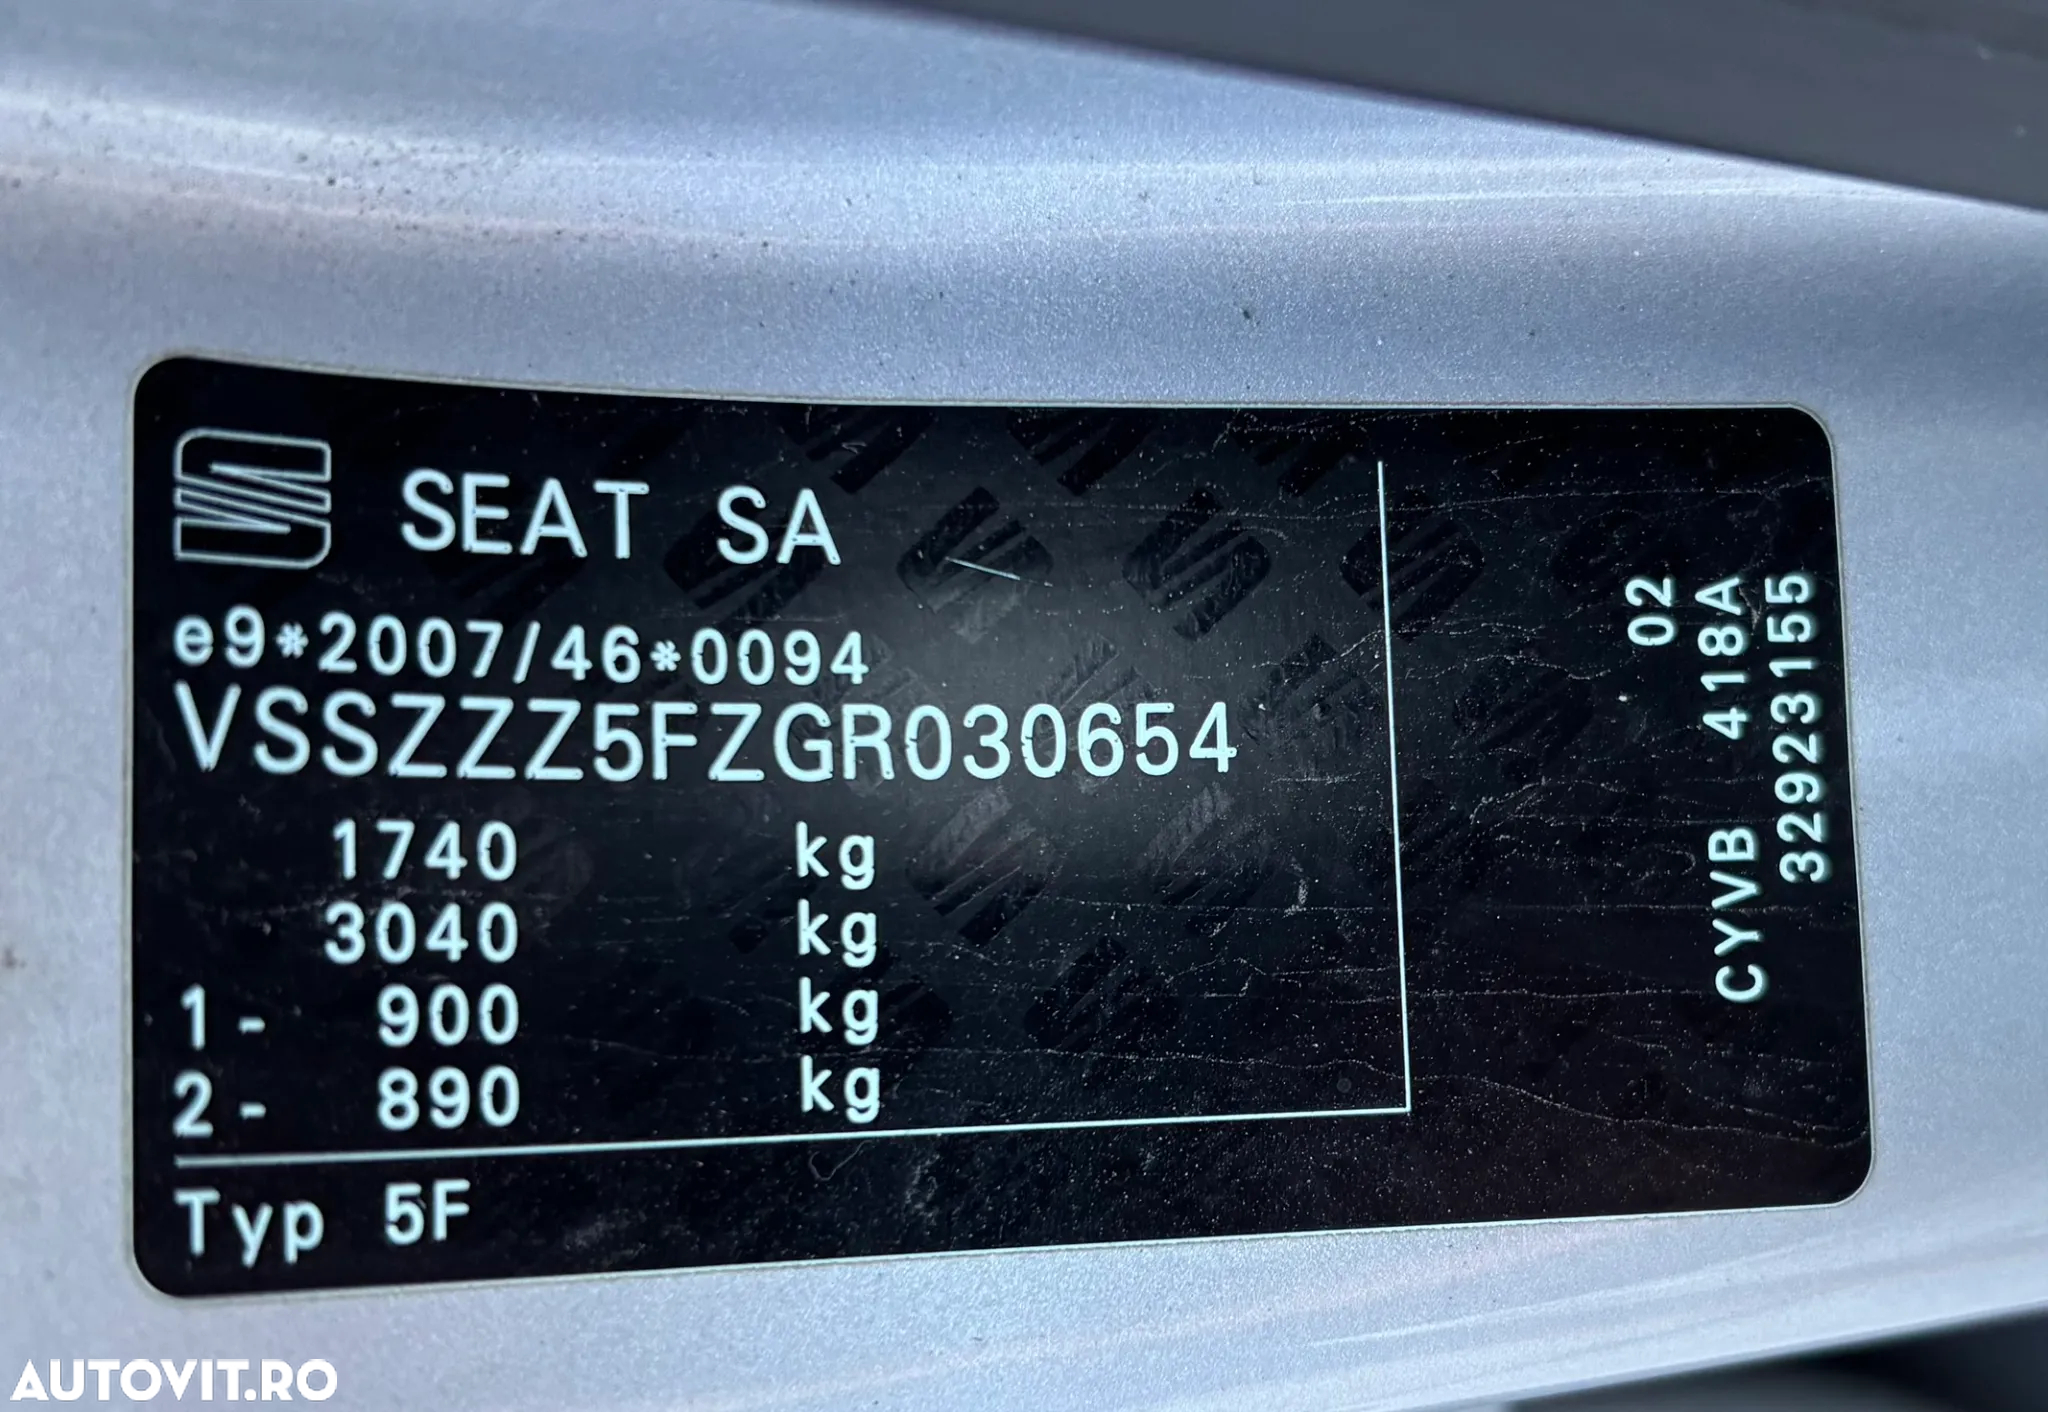 SEAT SA
e9*2007/46*0094
VSSZZZ5FZGR030654
1740 kg
3040 kg
1- 900 kg
2- 890 kg
Typ 5F
02
CYVB 418A
32923155
AUTOVIT.RO